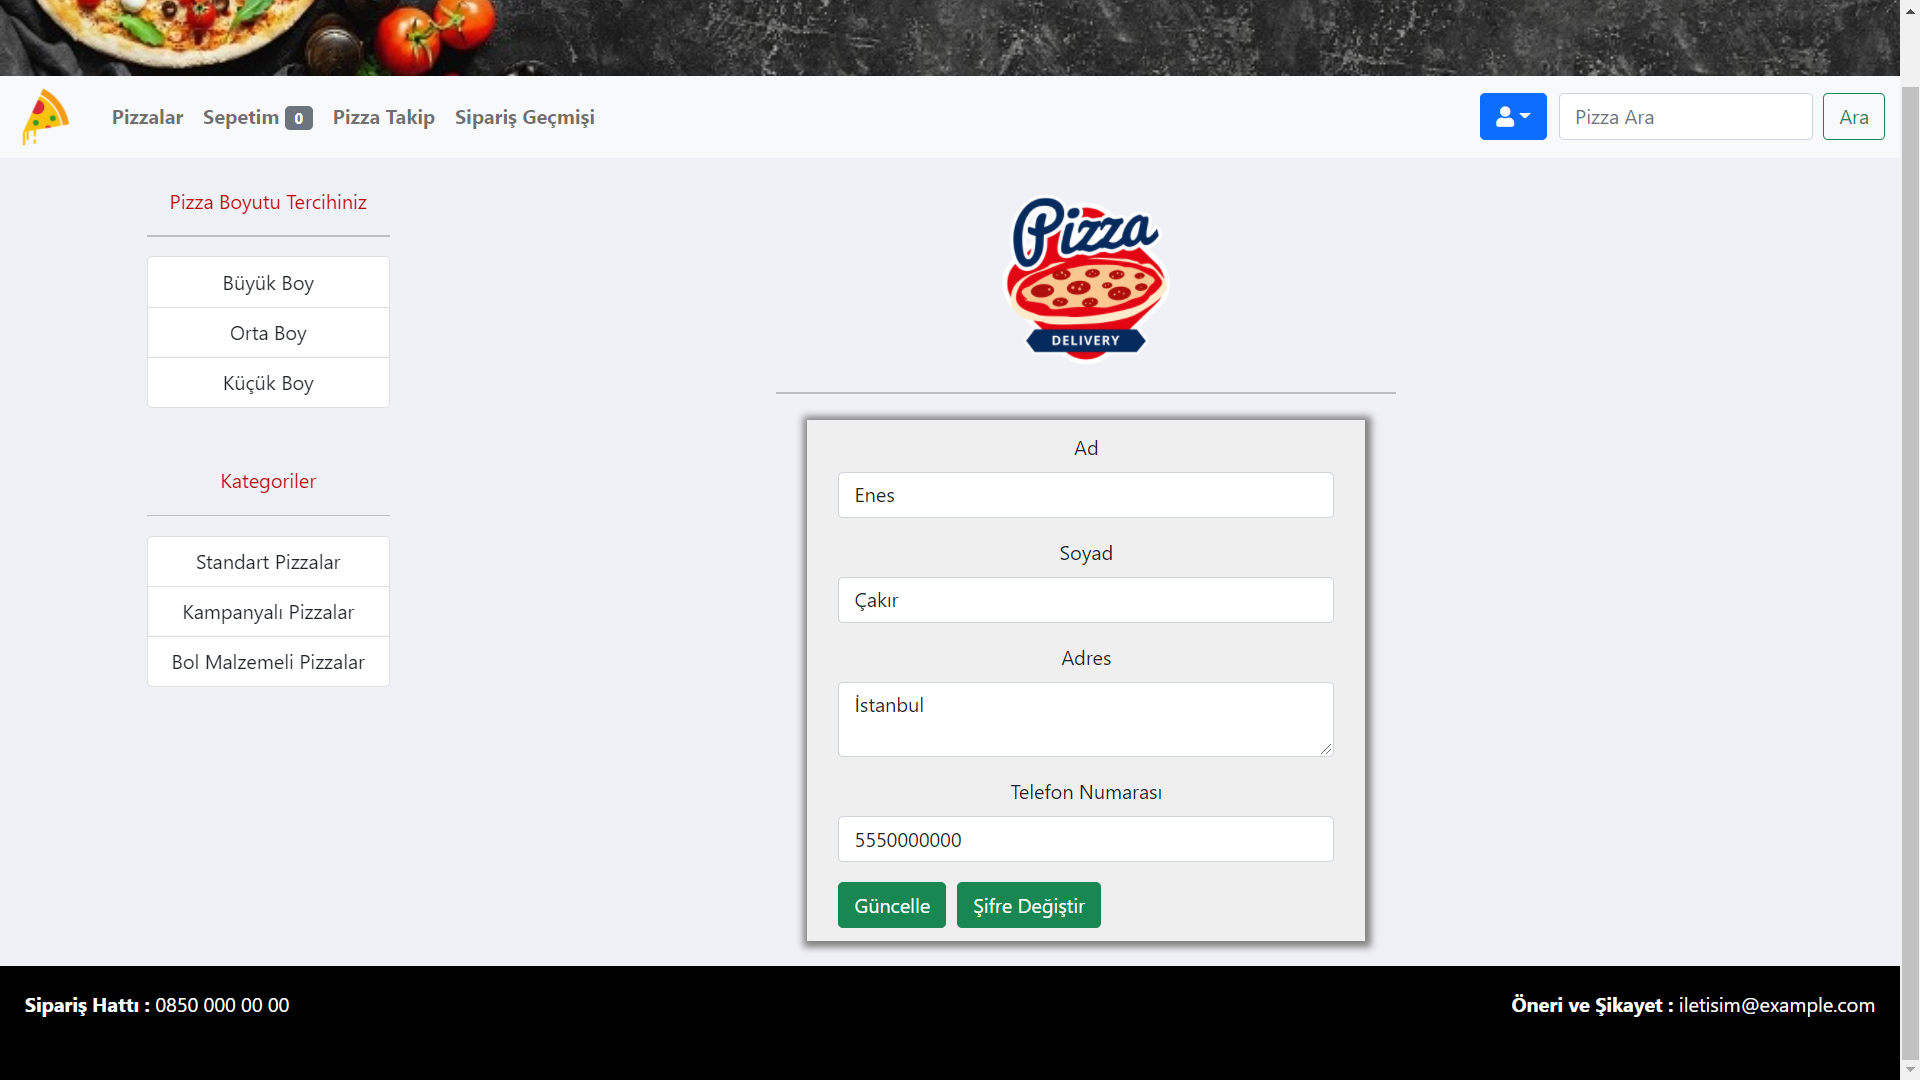 Pizzalar Sepetim 0 Pizza Takip Sipariş Geçmişi Pizza Ara Ara
Pizza Boyutu Tercihiniz
Büyük Boy
Orta Boy
Küçük Boy
Kategoriler
Standart Pizzalar
Kampanyalı Pizzalar
Bol Malzemeli Pizzalar
Pizza
DELIVERY
Ad
Enes
Soyad
Çakır
Adres
İstanbul
Telefon Numarası
5550000000
Güncelle Şifre Değiştir
Sipariş Hattı : 0850 000 00 00
Öneri ve Şikayet : iletisim@example.com